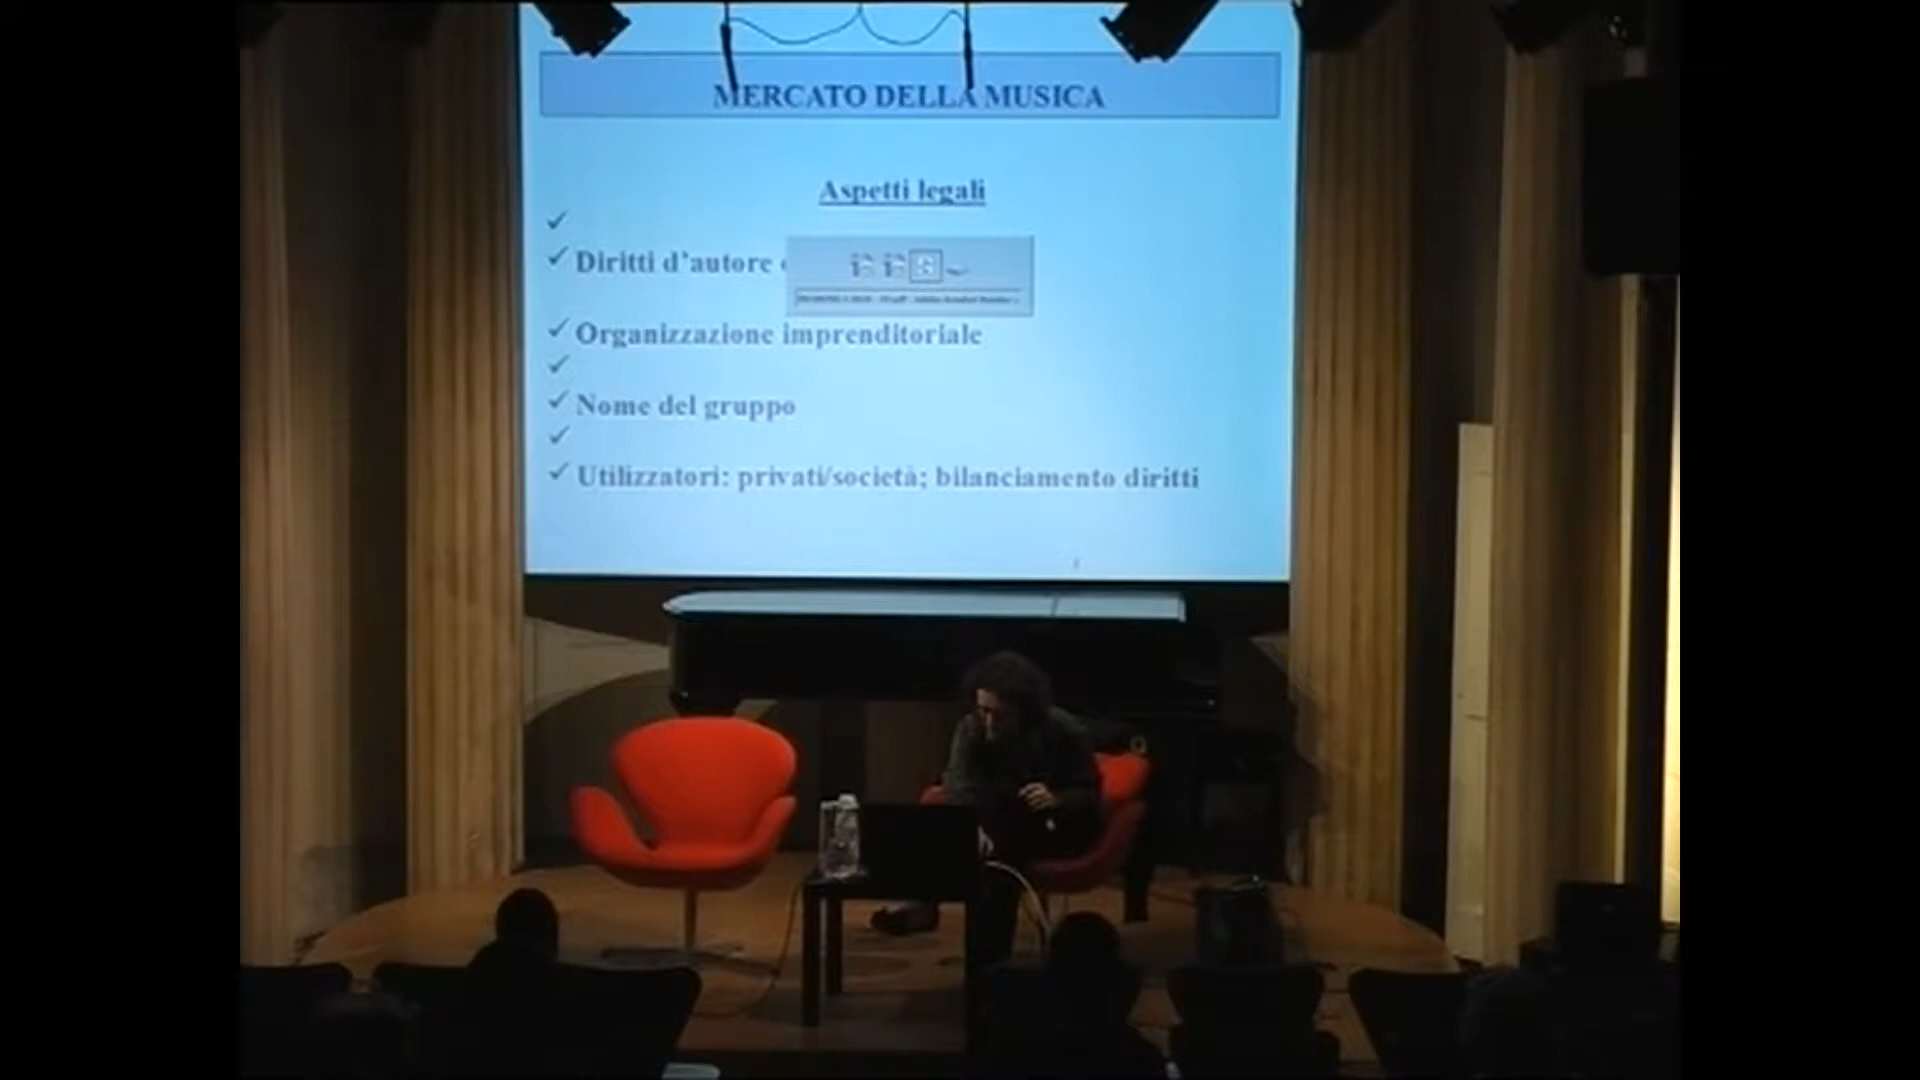 MERCATO DELLA MUSICA
Aspetti legali
Diritti d'autore
Organizzazione imprenditoriale
Nome del gruppo
Utilizzatori: privati/società; bilanciamento diritti